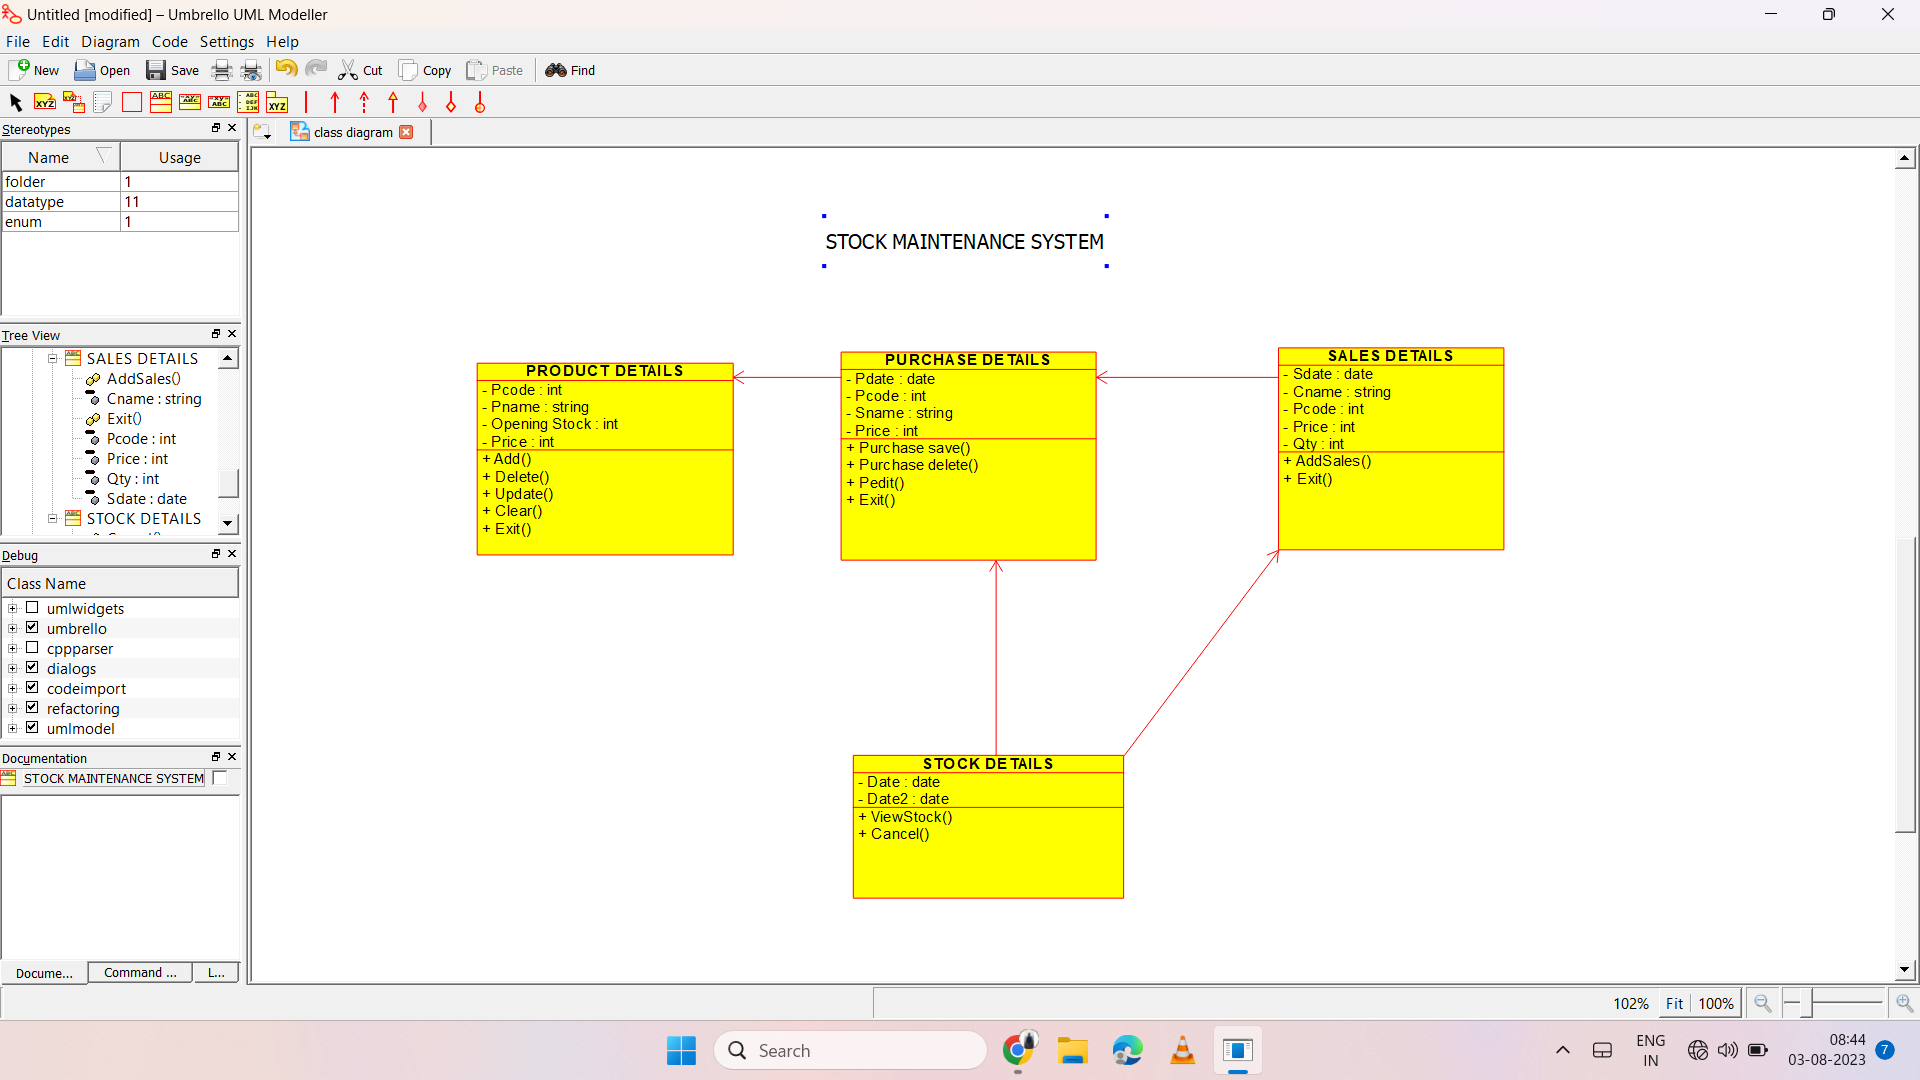 Untitled [modified] – Umbrello UML Modeller
File Edit Diagram Code Settings Help
New Open Save Cut Copy Paste Find
Stereotypes
Name Usage
folder 1
datatype 11
enum 1
Tree View
SALES DETAILS
AddSales()
Cname : string
Exit()
Pcode : int
Price : int
Qty : int
Sdate : date
STOCK DETAILS
Debug
Class Name
umlwidgets
umbrello
cppparser
dialogs
codeimport
refactoring
umlmodel
Documentation
STOCK MAINTENANCE SYSTEM
Docume... Command ... L...
class diagram
STOCK MAINTENANCE SYSTEM
PRODUCT DETAILS
- Pcode : int
- Pname : string
- Opening Stock : int
- Price : int
+ Add()
+ Delete()
+ Update()
+ Clear()
+ Exit()
PURCHASE DETAILS
- Pdate : date
- Pcode : int
- Sname : string
- Price : int
+ Purchase save()
+ Purchase delete()
+ Pedit()
+ Exit()
SALES DETAILS
- Sdate : date
- Cname : string
- Pcode : int
- Price : int
- Qty : int
+ AddSales()
+ Exit()
STOCK DETAILS
- Date : date
- Date2 : date
+ ViewStock()
+ Cancel()
102% Fit 100%
Search
ENG
IN
08:44
03-08-2023
7